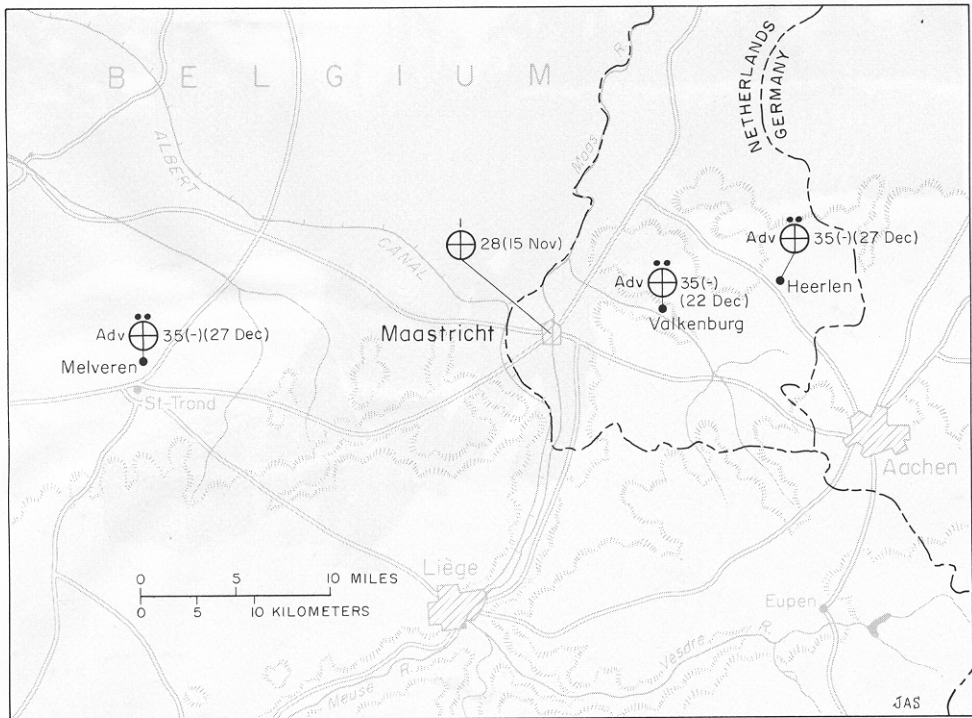 BELGIUM
NETHERLANDS
GERMANY
ALBERT
CANAL
Maas R.
28(15 Nov)
Adv 35(-)(27 Dec)
Heerlen
Adv 35(-)
(22 Dec)
Valkenburg
Maastricht
Adv 35(-)(27 Dec)
Melveren
St-Trond
Aachen
0 5 10 MILES
0 5 10 KILOMETERS
Liège
Eupen
Vesdre R.
Meuse R.
JAS